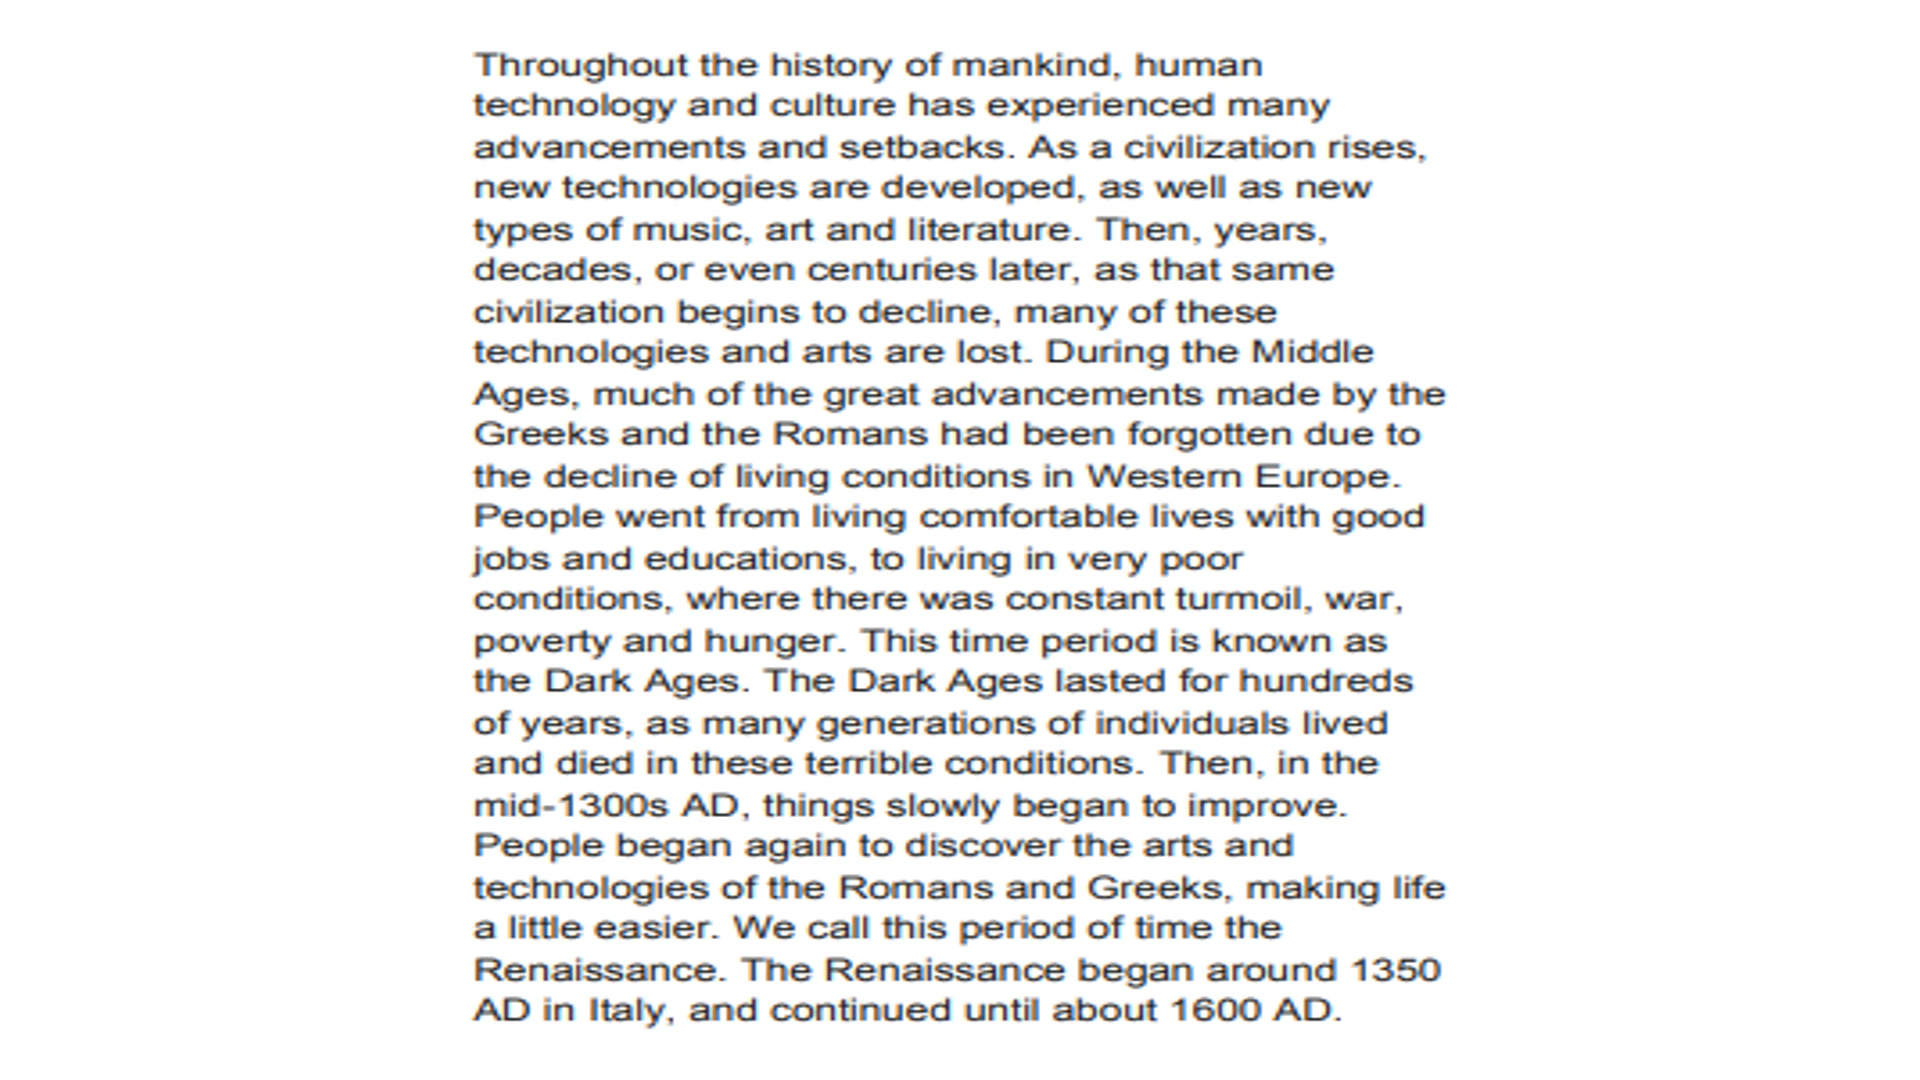 Throughout the history of mankind, human
technology and culture has experienced many
advancements and setbacks. As a civilization rises,
new technologies are developed, as well as new
types of music, art and literature. Then, years,
decades, or even centuries later, as that same
civilization begins to decline, many of these
technologies and arts are lost. During the Middle
Ages, much of the great advancements made by the
Greeks and the Romans had been forgotten due to
the decline of living conditions in Western Europe.
People went from living comfortable lives with good
jobs and educations, to living in very poor
conditions, where there was constant turmoil, war,
poverty and hunger. This time period is known as
the Dark Ages. The Dark Ages lasted for hundreds
of years, as many generations of individuals lived
and died in these terrible conditions. Then, in the
mid-1300s AD, things slowly began to improve.
People began again to discover the arts and
technologies of the Romans and Greeks, making life
a little easier. We call this period of time the
Renaissance. The Renaissance began around 1350
AD in Italy, and continued until about 1600 AD.